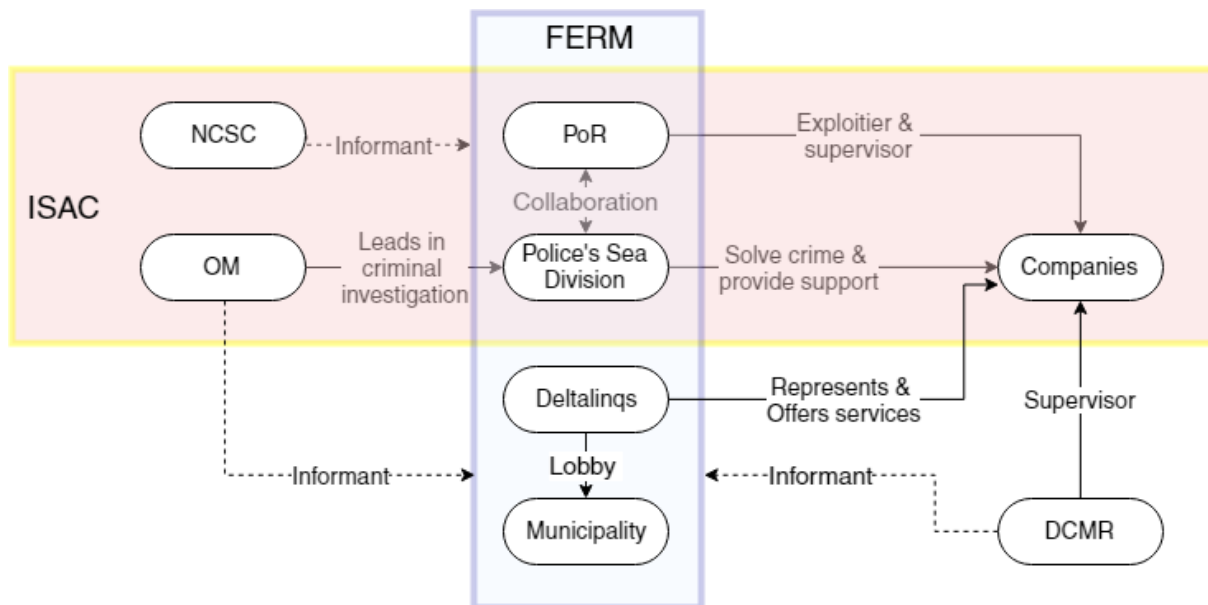 FERM
ISAC
NCSC
Informant
PoR
Exploitier &
supervisor
Collaboration
OM
Leads in
criminal
investigation
Police's Sea
Division
Solve crime &
provide support
Companies
Deltalinqs
Represents &
Offers services
Supervisor
Lobby
Informant
Informant
Municipality
DCMR